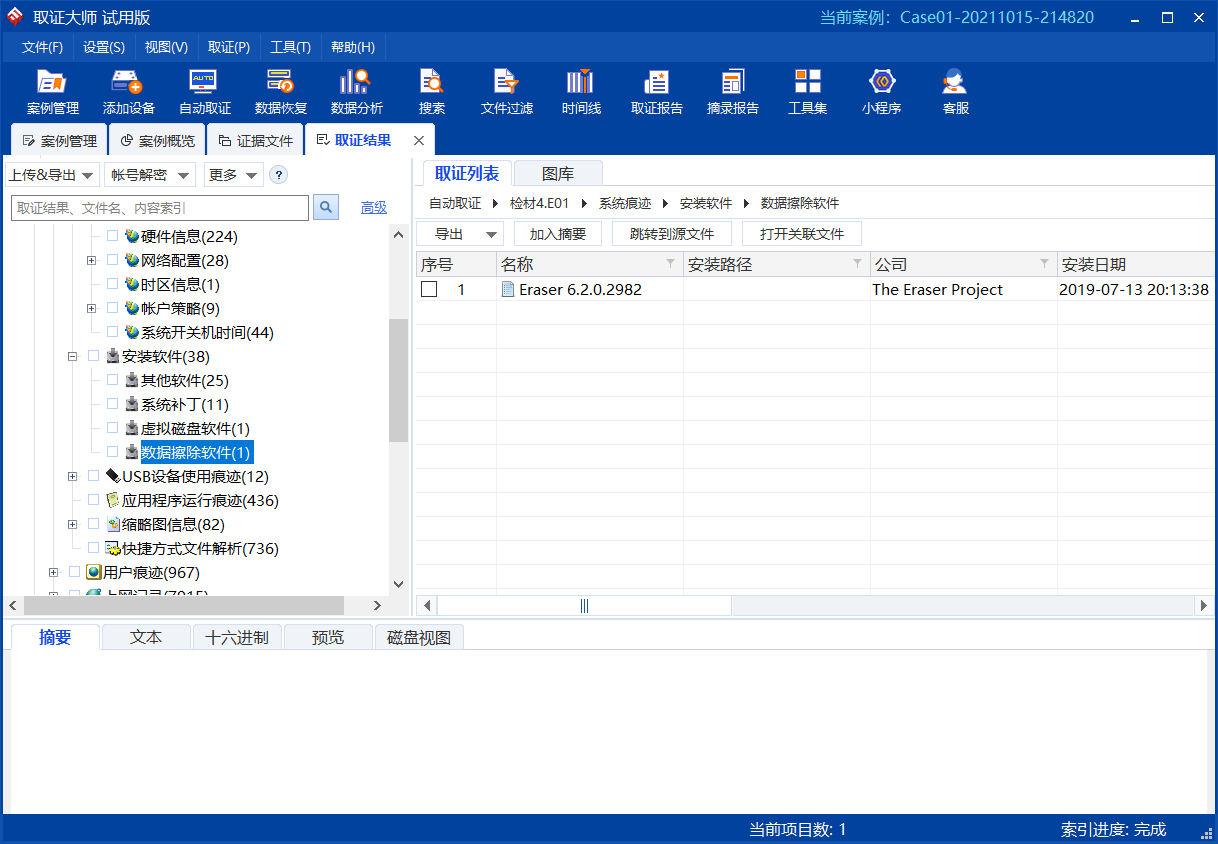 取证大师 试用版
当前案例：Case01-20211015-214820
文件(F) 设置(S) 视图(V) 取证(P) 工具(T) 帮助(H)
AUTO
案例管理 添加设备 自动取证 数据恢复 数据分析 搜索 文件过滤 时间线 取证报告 摘录报告 工具集 小程序 客服
案例管理 案例概览 证据文件 取证结果
上传&导出 帐号解密 更多 ?
取证结果、文件名、内容索引 高级
硬件信息(224)
网络配置(28)
时区信息(1)
帐户策略(9)
系统开关机时间(44)
安装软件(38)
其他软件(25)
系统补丁(11)
虚拟磁盘软件(1)
数据擦除软件(1)
USB设备使用痕迹(12)
应用程序运行痕迹(436)
缩略图信息(82)
快捷方式文件解析(736)
用户痕迹(967)
取证列表 图库
自动取证 检材4.E01 系统痕迹 安装软件 数据擦除软件
导出 加入摘要 跳转到源文件 打开关联文件
序号 名称 安装路径 公司 安装日期
1 Eraser 6.2.0.2982 The Eraser Project 2019-07-13 20:13:38
摘要 文本 十六进制 预览 磁盘视图
当前项目数: 1 索引进度: 完成